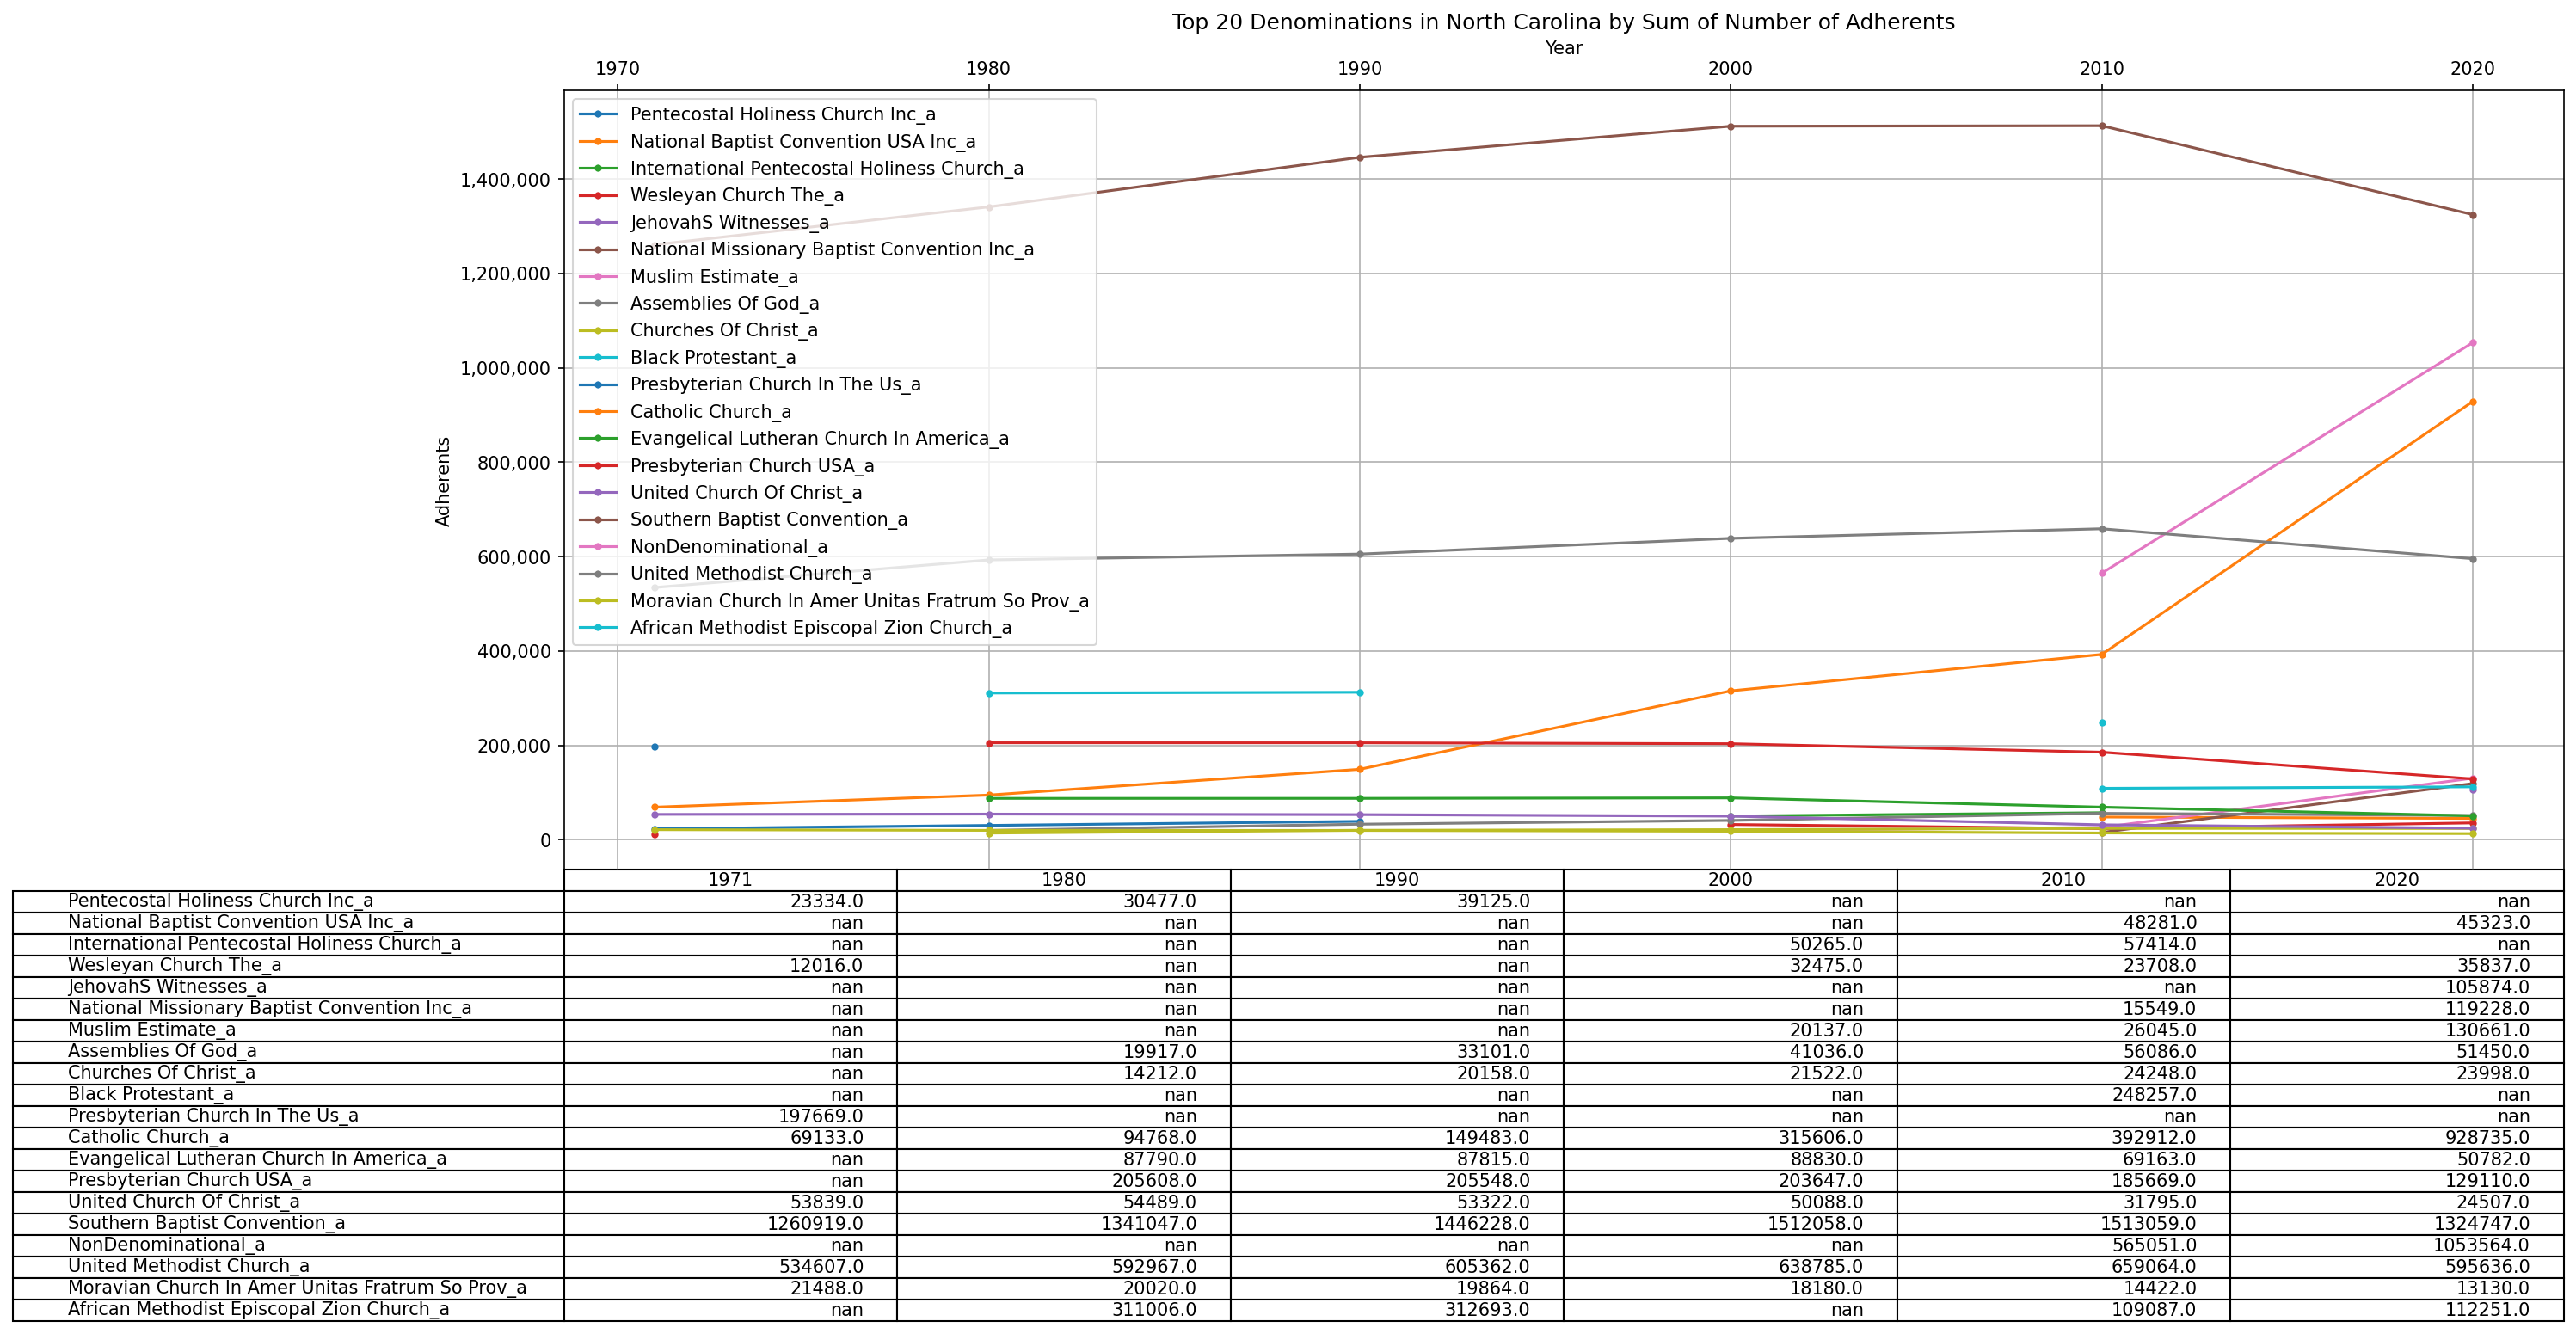 Top 20 Denominations in North Carolina by Sum of Number of Adherents
Year
1970 1980 1990 2000 2010 2020
Pentecostal Holiness Church Inc_a
National Baptist Convention USA Inc_a
International Pentecostal Holiness Church_a
Wesleyan Church The_a
JehovahS Witnesses_a
National Missionary Baptist Convention Inc_a
Muslim Estimate_a
Assemblies Of God_a
Churches Of Christ_a
Black Protestant_a
Presbyterian Church In The Us_a
Catholic Church_a
Evangelical Lutheran Church In America_a
Presbyterian Church USA_a
United Church Of Christ_a
Southern Baptist Convention_a
NonDenominational_a
United Methodist Church_a
Moravian Church In Amer Unitas Fratrum So Prov_a
African Methodist Episcopal Zion Church_a
1,400,000
1,200,000
1,000,000
800,000
600,000
400,000
200,000
0
Adherents
1971 1980 1990 2000 2010 2020
Pentecostal Holiness Church Inc_a 23334.0 30477.0 39125.0 nan nan nan
National Baptist Convention USA Inc_a nan nan nan nan 48281.0 45323.0
International Pentecostal Holiness Church_a nan nan nan 50265.0 57414.0 nan
Wesleyan Church The_a 12016.0 nan nan 32475.0 23708.0 35837.0
JehovahS Witnesses_a nan nan nan nan nan 105874.0
National Missionary Baptist Convention Inc_a nan nan nan nan 15549.0 119228.0
Muslim Estimate_a nan nan nan 20137.0 26045.0 130661.0
Assemblies Of God_a nan 19917.0 33101.0 41036.0 56086.0 51450.0
Churches Of Christ_a nan 14212.0 20158.0 21522.0 24248.0 23998.0
Black Protestant_a nan nan nan nan 248257.0 nan
Presbyterian Church In The Us_a 197669.0 nan nan nan nan nan
Catholic Church_a 69133.0 94768.0 149483.0 315606.0 392912.0 928735.0
Evangelical Lutheran Church In America_a nan 87790.0 87815.0 88830.0 69163.0 50782.0
Presbyterian Church USA_a nan 205608.0 205548.0 203647.0 185669.0 129110.0
United Church Of Christ_a 53839.0 54489.0 53322.0 50088.0 31795.0 24507.0
Southern Baptist Convention_a 1260919.0 1341047.0 1446228.0 1512058.0 1513059.0 1324747.0
NonDenominational_a nan nan nan nan 565051.0 1053564.0
United Methodist Church_a 534607.0 592967.0 605362.0 638785.0 659064.0 595636.0
Moravian Church In Amer Unitas Fratrum So Prov_a 21488.0 20020.0 19864.0 18180.0 14422.0 13130.0
African Methodist Episcopal Zion Church_a nan 311006.0 312693.0 nan 109087.0 112251.0